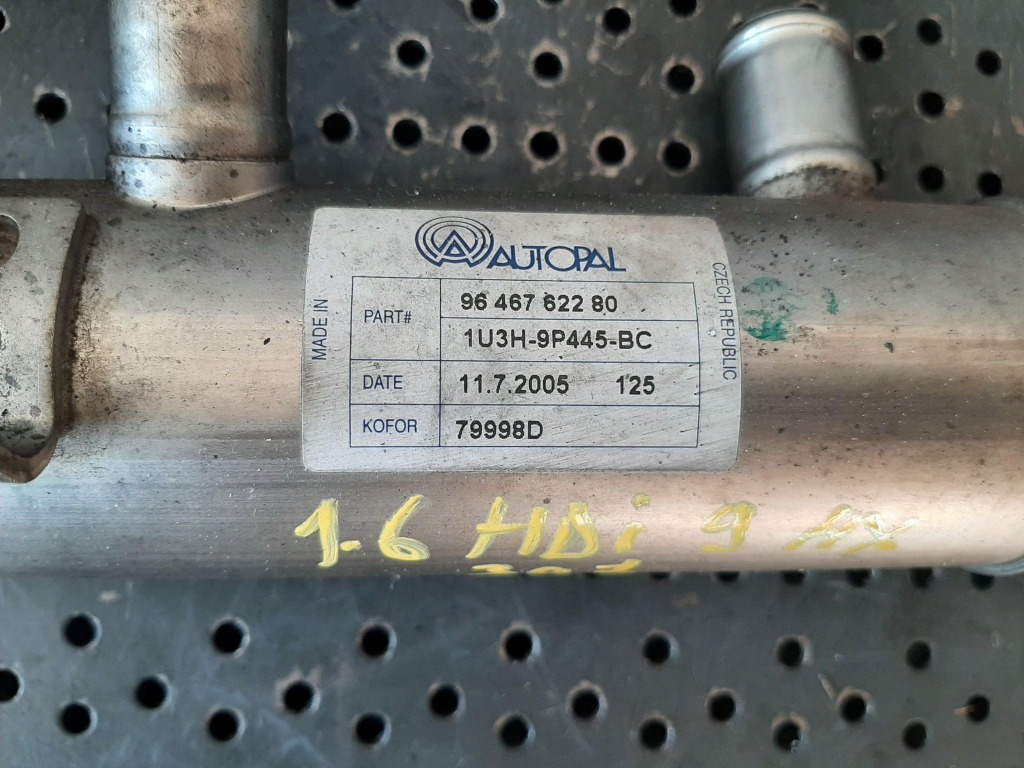 AUTOPAL
MADE IN
PART#
96 467 622 80
1U3H-9P445-BC
DATE
11.7.2005 125
KOFOR
79998D
CZECH REPUBLIC
1.6 HDi 9